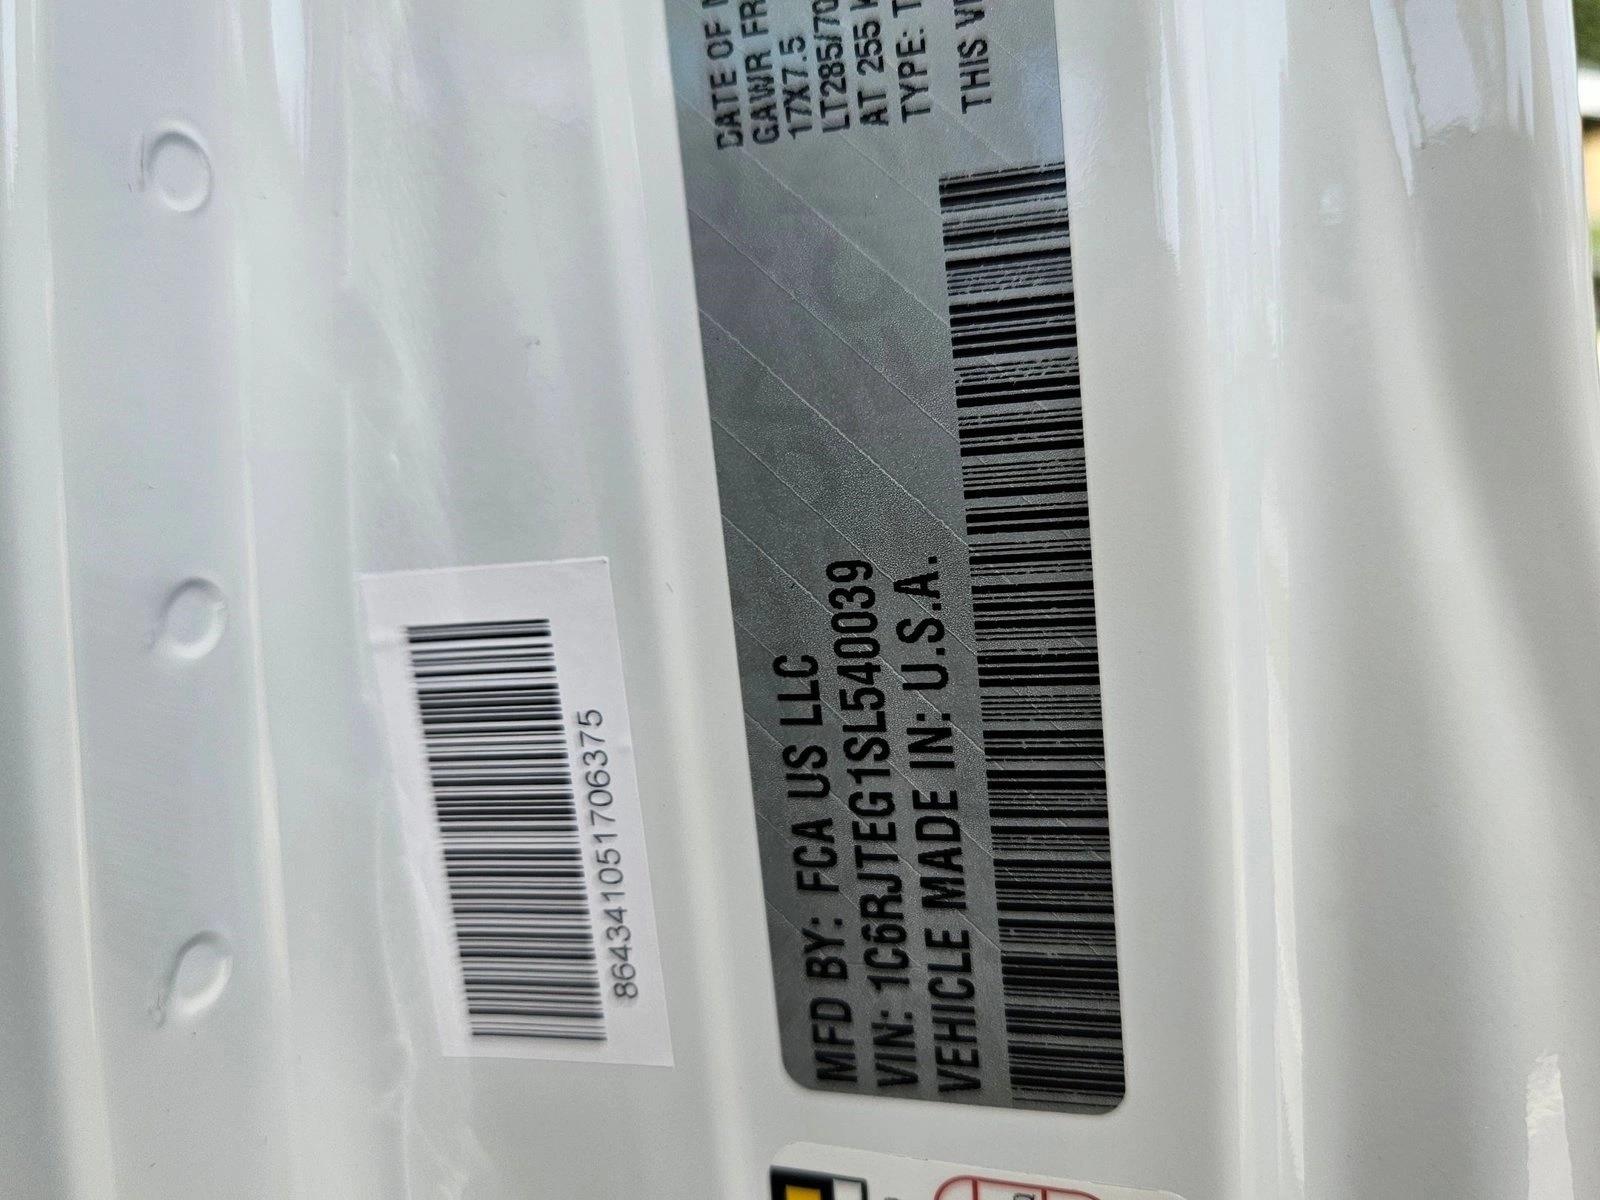 864341051706375
MFD BY: FCA US LLC
VIN: 1C6RJTEG1SL540039
VEHICLE MADE IN: U.S.A.
DATE OF
GAWR FR
17X7.5
LT285/70
AT 255
TYPE: T
THIS